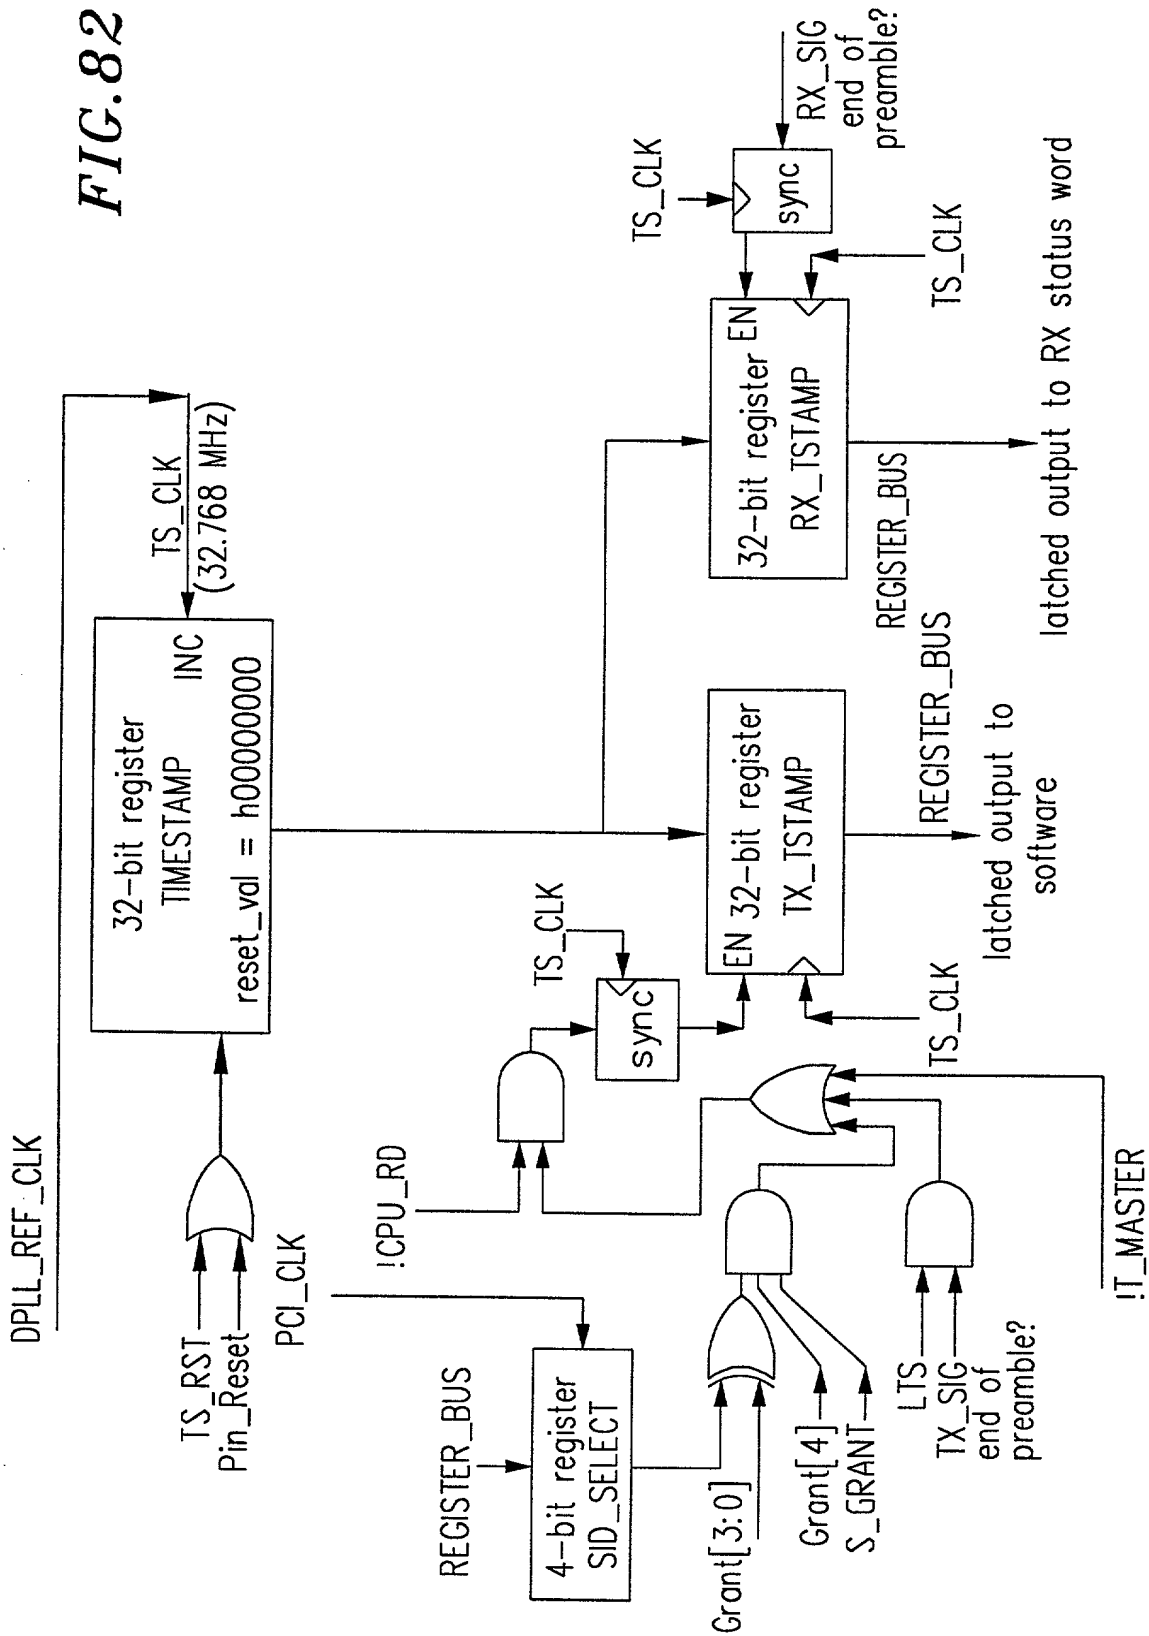 FIG.82
DPLL_REF_CLK
TS_RST
Pin_Reset
32-bit register
TIMESTAMP
INC
reset_val = h00000000
TS_CLK
(32.768 MHz)
PCI_CLK
!CPU_RD
REGISTER_BUS
4-bit register
SID_SELECT
Grant[3:0]
Grant[4]
S_GRANT
LTS
TX_SIG
end of
preamble?
!T_MASTER
TS_CLK
sync
EN
32-bit register
TX_TSTAMP
TS_CLK
REGISTER_BUS
latched output to
software
32-bit register
EN
RX_TSTAMP
REGISTER_BUS
TS_CLK
sync
RX_SIG
end of
preamble?
TS_CLK
latched output to RX status word